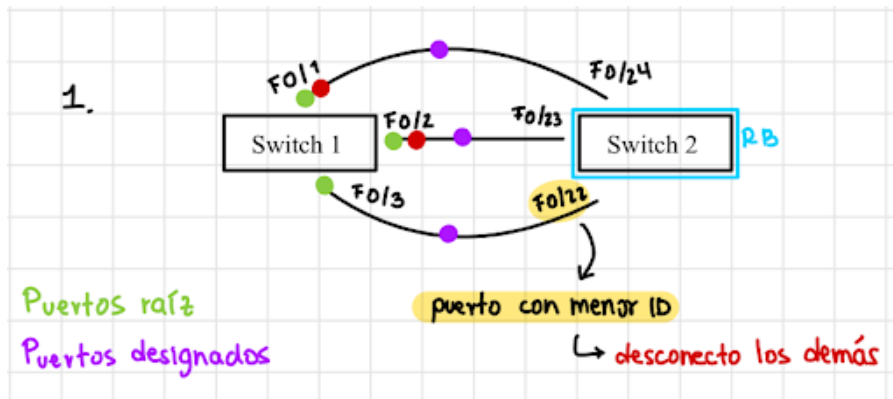 1.
F0/1
F0/24
F0/2
F0/23
Switch 1
Switch 2
RB
F0/3
F0/22
Puertos raíz
puerto con menor ID
Puertos designados
desconecto los demás